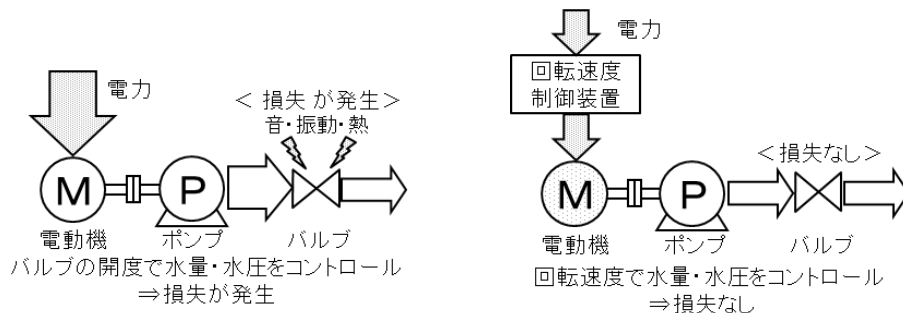 電力
< 損失 が発生>
音・振動・熱
M
P
電動機
ポンプ
バルブ
バルブの開度で水量・水圧をコントロール
⇒損失が発生
電力
回転速度
制御装置
<損失なし>
M
P
電動機
ポンプ
バルブ
回転速度で水量・水圧をコントロール
⇒損失なし